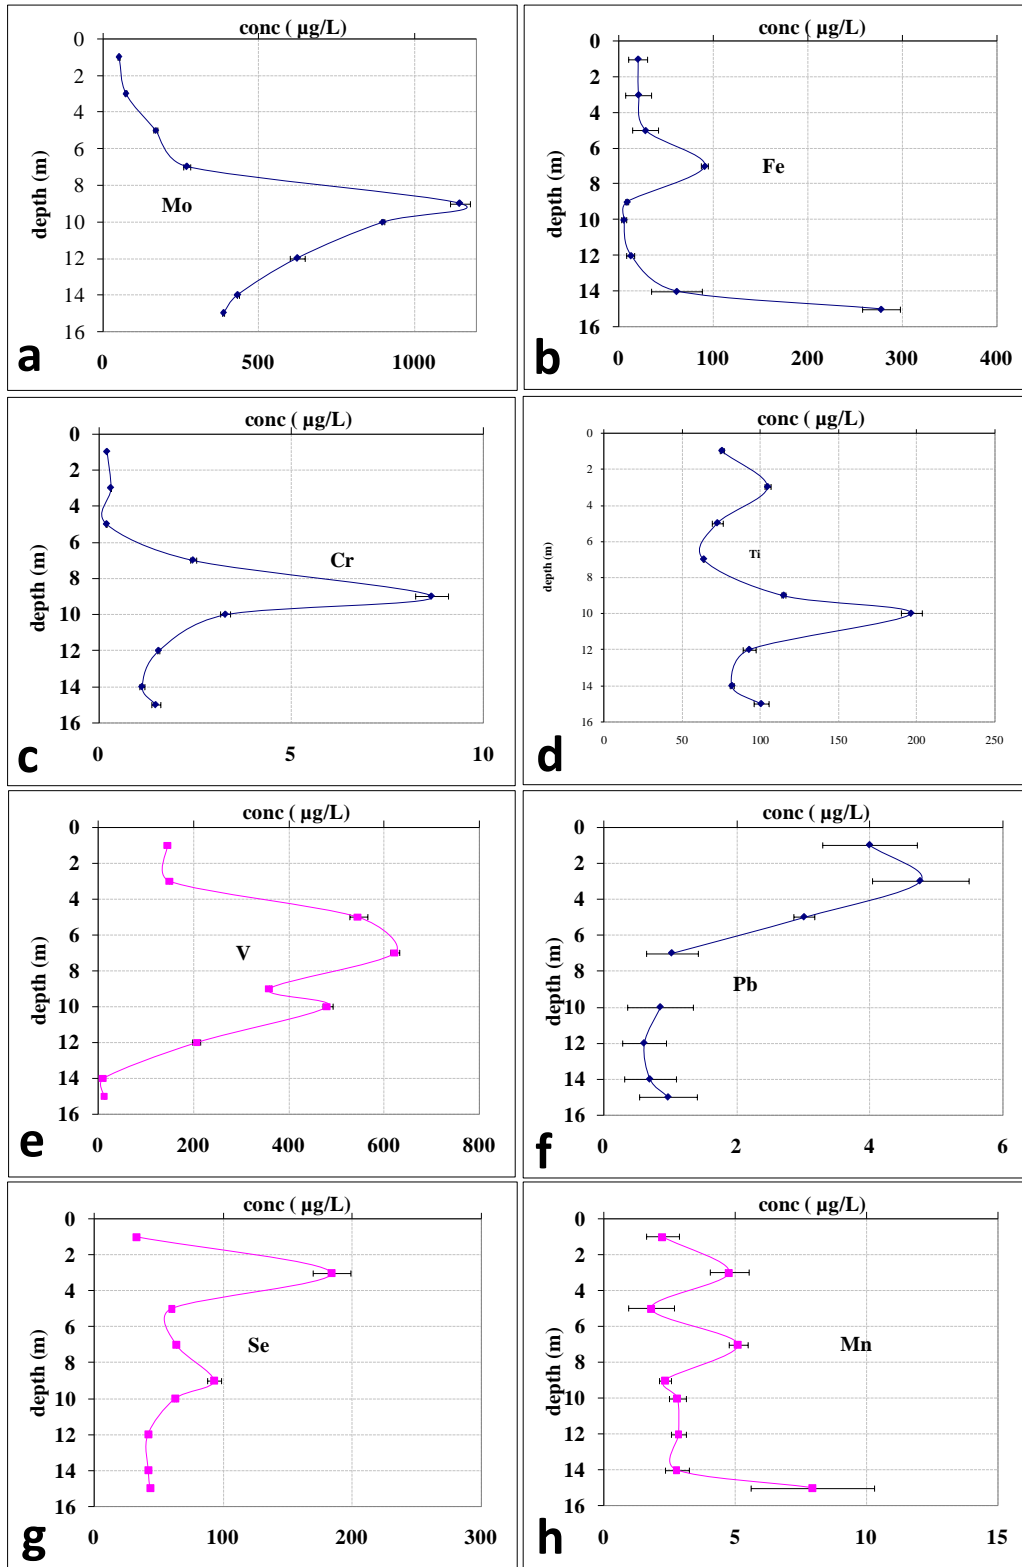 conc ( µg/L)
0
2
4
6
8
10
12
14
16
depth (m)
Mo
0 500 1000
a
conc ( µg/L)
0
2
4
6
8
10
12
14
16
depth (m)
Fe
0 100 200 300 400
b
conc ( µg/L)
0
2
4
6
8
10
12
14
16
depth (m)
Cr
0 5 10
c
conc ( µg/L)
0
2
4
6
8
10
12
14
16
depth (m)
Ti
0 50 100 150 200 250
d
conc ( µg/L)
0
2
4
6
8
10
12
14
16
depth (m)
V
0 200 400 600 800
e
conc ( µg/L)
0
2
4
6
8
10
12
14
16
depth (m)
Pb
0 2 4 6
f
conc ( µg/L)
0
2
4
6
8
10
12
14
16
depth (m)
Se
0 100 200 300
g
conc ( µg/L)
0
2
4
6
8
10
12
14
16
depth (m)
Mn
0 5 10 15
h